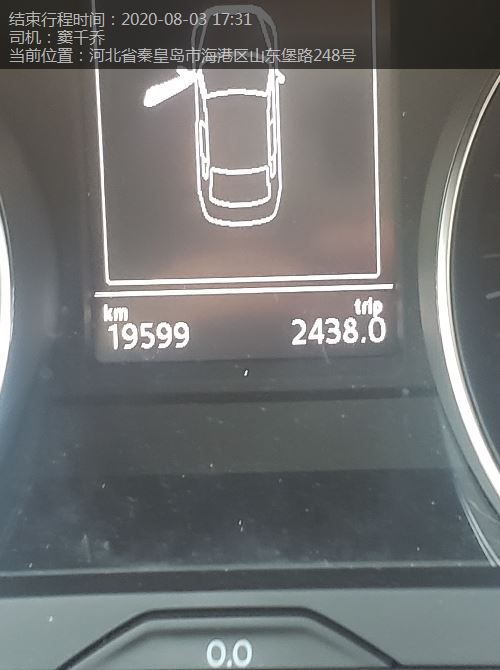 结束行程时间：2020-08-03 17:31
司机：窦千乔
当前位置：河北省秦皇岛市海港区山东堡路248号
km
trip
19599
2438.0
0.0